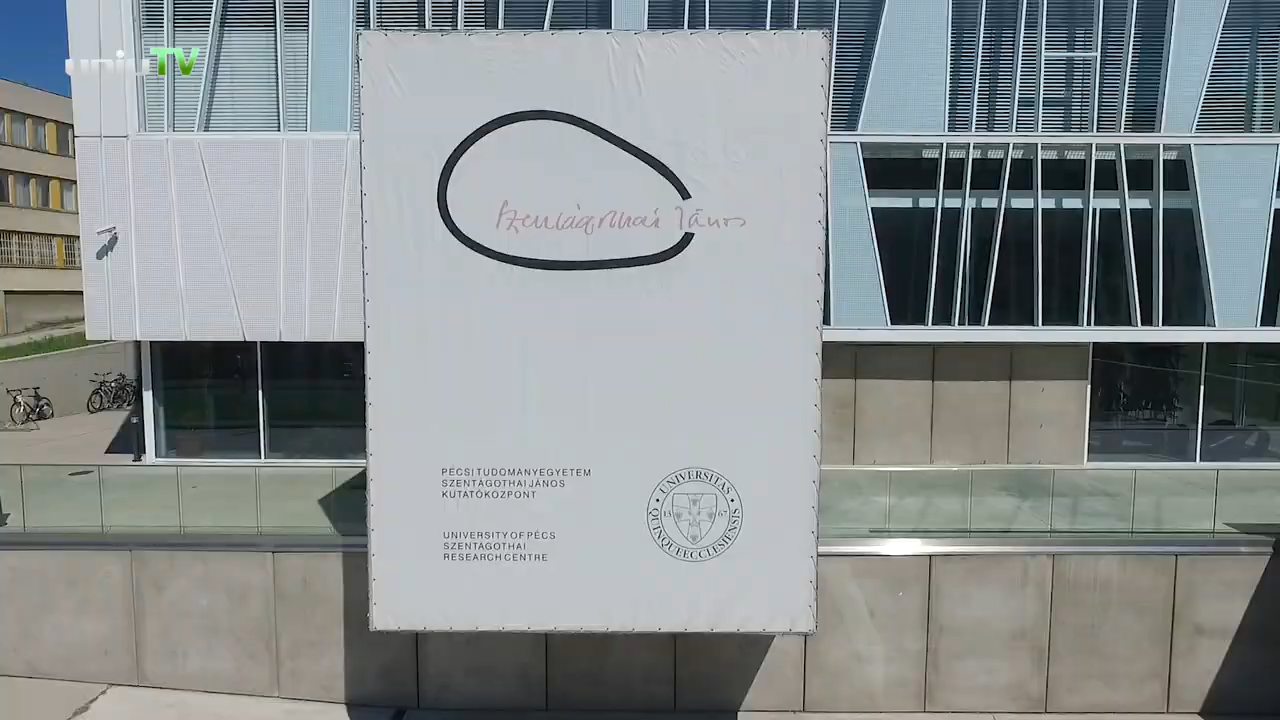 univTV
Szentágothai János
PÉCSI TUDOMÁNYEGYETEM
SZENTÁGOTHAI JÁNOS
KUTATÓKÖZPONT
UNIVERSITY OF PÉCS
SZENTÁGOTHAI
RESEARCH CENTRE
UNIVERSITAS
13 67
QUINQUEECCLESIENSIS